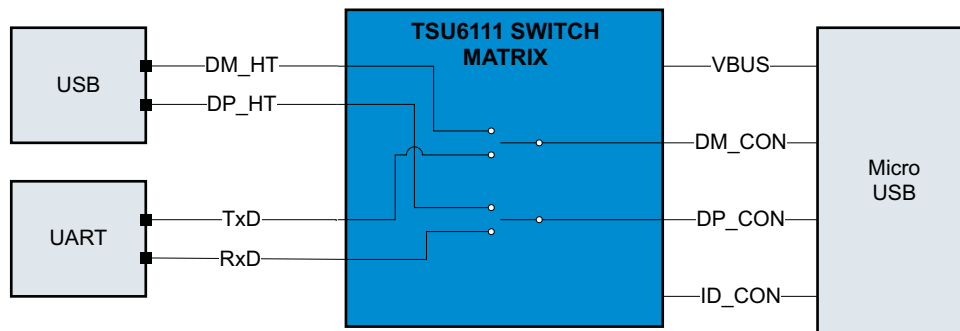 TSU6111 SWITCH
MATRIX
USB
DM_HT
DP_HT
UART
TxD
RxD
VBUS
DM_CON
DP_CON
ID_CON
Micro
USB